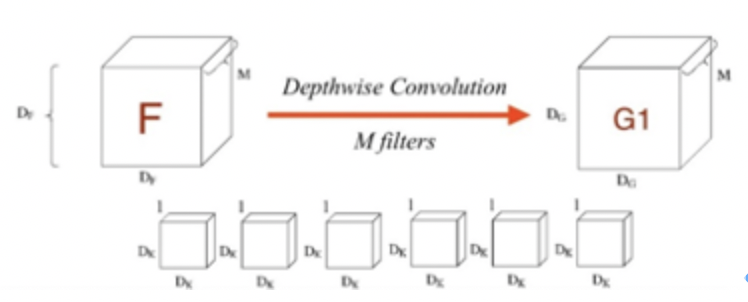 M
Depthwise Convolution
M
D_F
F
D_G
G1
M filters
D_F
D_G
1 1 1 1 1 1
D_K D_K D_K D_K D_K D_K
D_K D_K D_K D_K D_K D_K